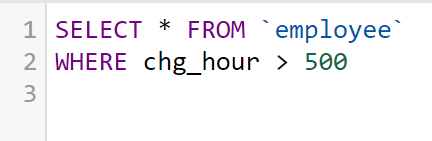 1 SELECT * FROM `employee`
2 WHERE chg_hour > 500
3